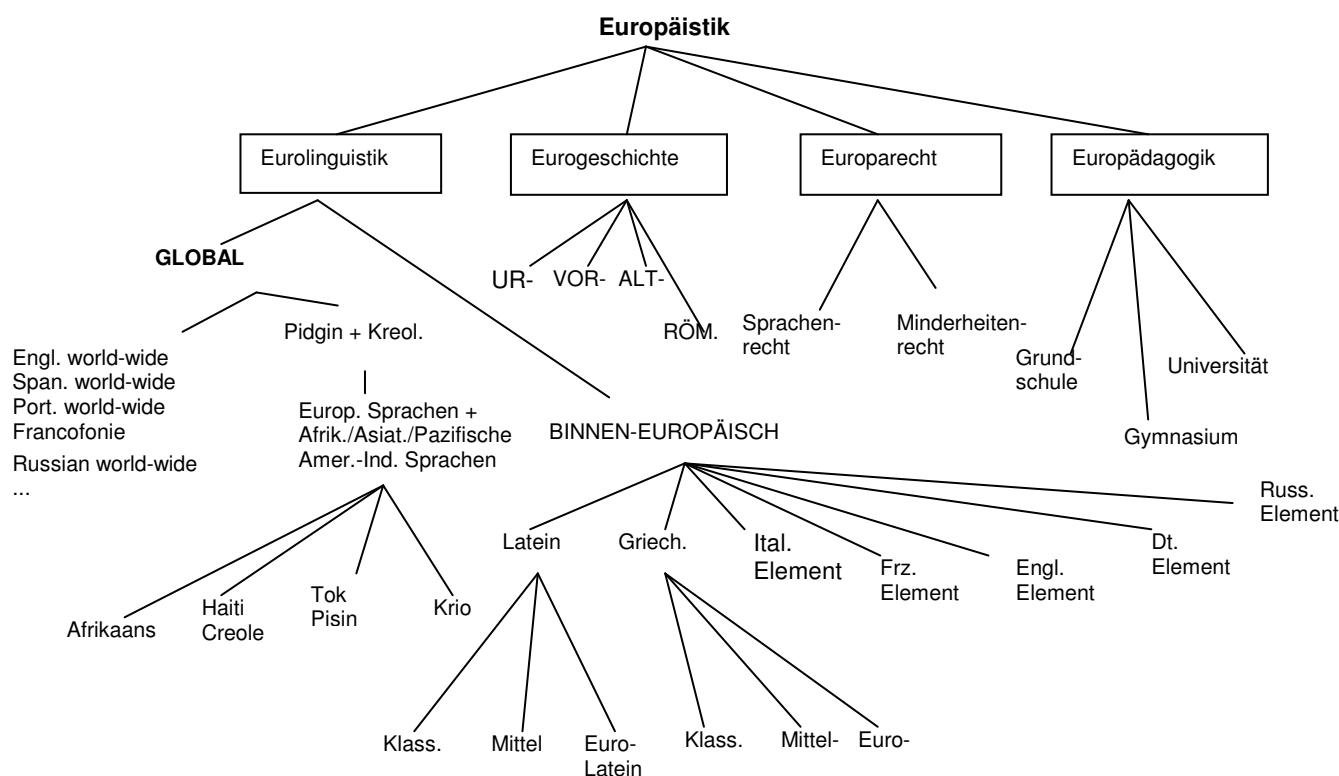 Europäistik
Eurolinguistik
Eurogeschichte
Europarecht
Europädagogik
GLOBAL
UR-
VOR-
ALT-
RÖM.
Sprachen-
recht
Minderheiten-
recht
Grund-
schule
Universität
Gymnasium
Pidgin + Kreol.
Engl. world-wide
Span. world-wide
Port. world-wide
Francofonie
Russian world-wide
...
Europ. Sprachen +
Afrik./Asiat./Pazifische
Amer.-Ind. Sprachen
BINNEN-EUROPÄISCH
Afrikaans
Haiti
Creole
Tok
Pisin
Krio
Latein
Griech.
Ital.
Element
Frz.
Element
Engl.
Element
Dt.
Element
Russ.
Element
Klass.
Mittel
Euro-
Latein
Klass.
Mittel-
Euro-